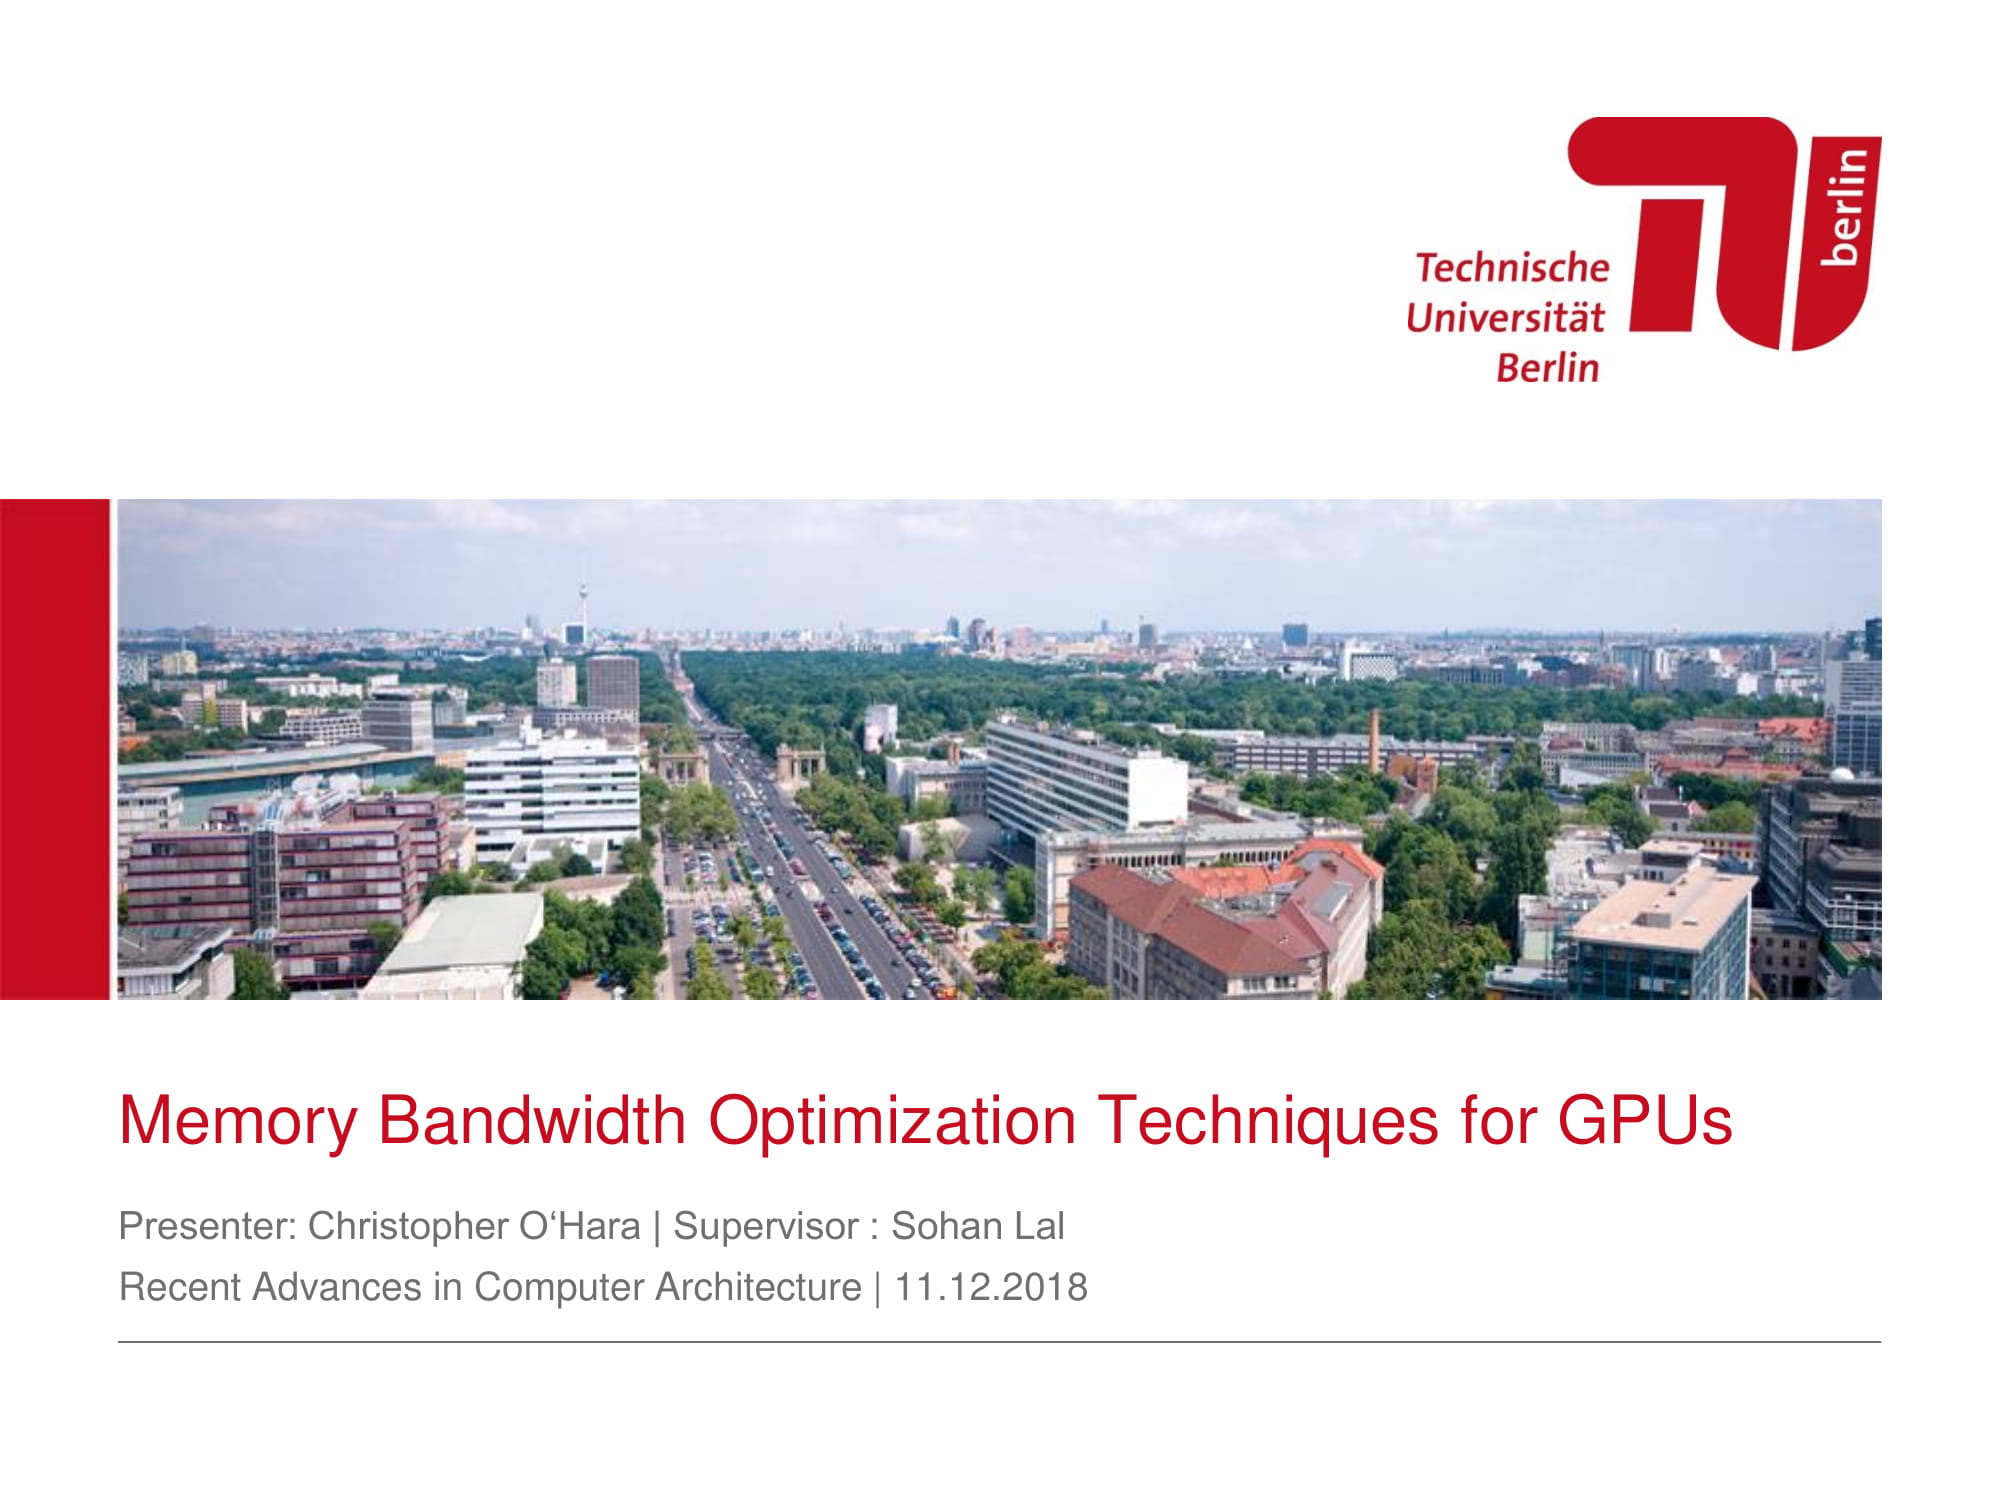 berlin
Technische
Universität
Berlin
Memory Bandwidth Optimization Techniques for GPUs
Presenter: Christopher O‘Hara | Supervisor : Sohan Lal
Recent Advances in Computer Architecture | 11.12.2018